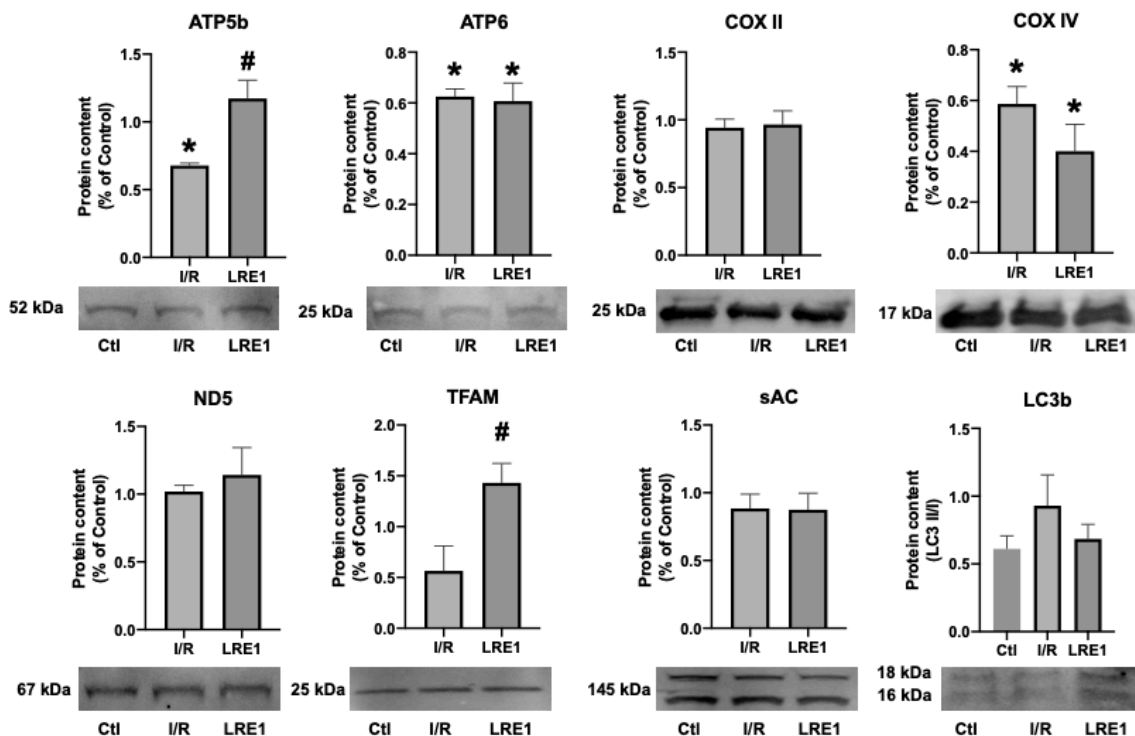 ATP5b
Protein content
(% of Control)
1.5
1.0
0.5
0.0
*
#
I/R LRE1
52 kDa
Ctl I/R LRE1
ATP6
Protein content
(% of Control)
0.8
0.6
0.4
0.2
0.0
*
*
I/R LRE1
25 kDa
Ctl I/R LRE1
COX II
Protein content
(% of Control)
1.5
1.0
0.5
0.0
I/R LRE1
25 kDa
Ctl I/R LRE1
COX IV
Protein content
(% of Control)
0.8
0.6
0.4
0.2
0.0
*
*
I/R LRE1
17 kDa
Ctl I/R LRE1
ND5
Protein content
(% of Control)
1.5
1.0
0.5
0.0
I/R LRE1
67 kDa
Ctl I/R LRE1
TFAM
Protein content
(% of Control)
2.0
1.5
1.0
0.5
0.0
#
I/R LRE1
25 kDa
Ctl I/R LRE1
sAC
Protein content
(% of Control)
1.5
1.0
0.5
0.0
I/R LRE1
145 kDa
Ctl I/R LRE1
LC3b
Protein content
(LC3 II/I)
1.5
1.0
0.5
0.0
Ctl I/R LRE1
18 kDa
16 kDa
Ctl I/R LRE1